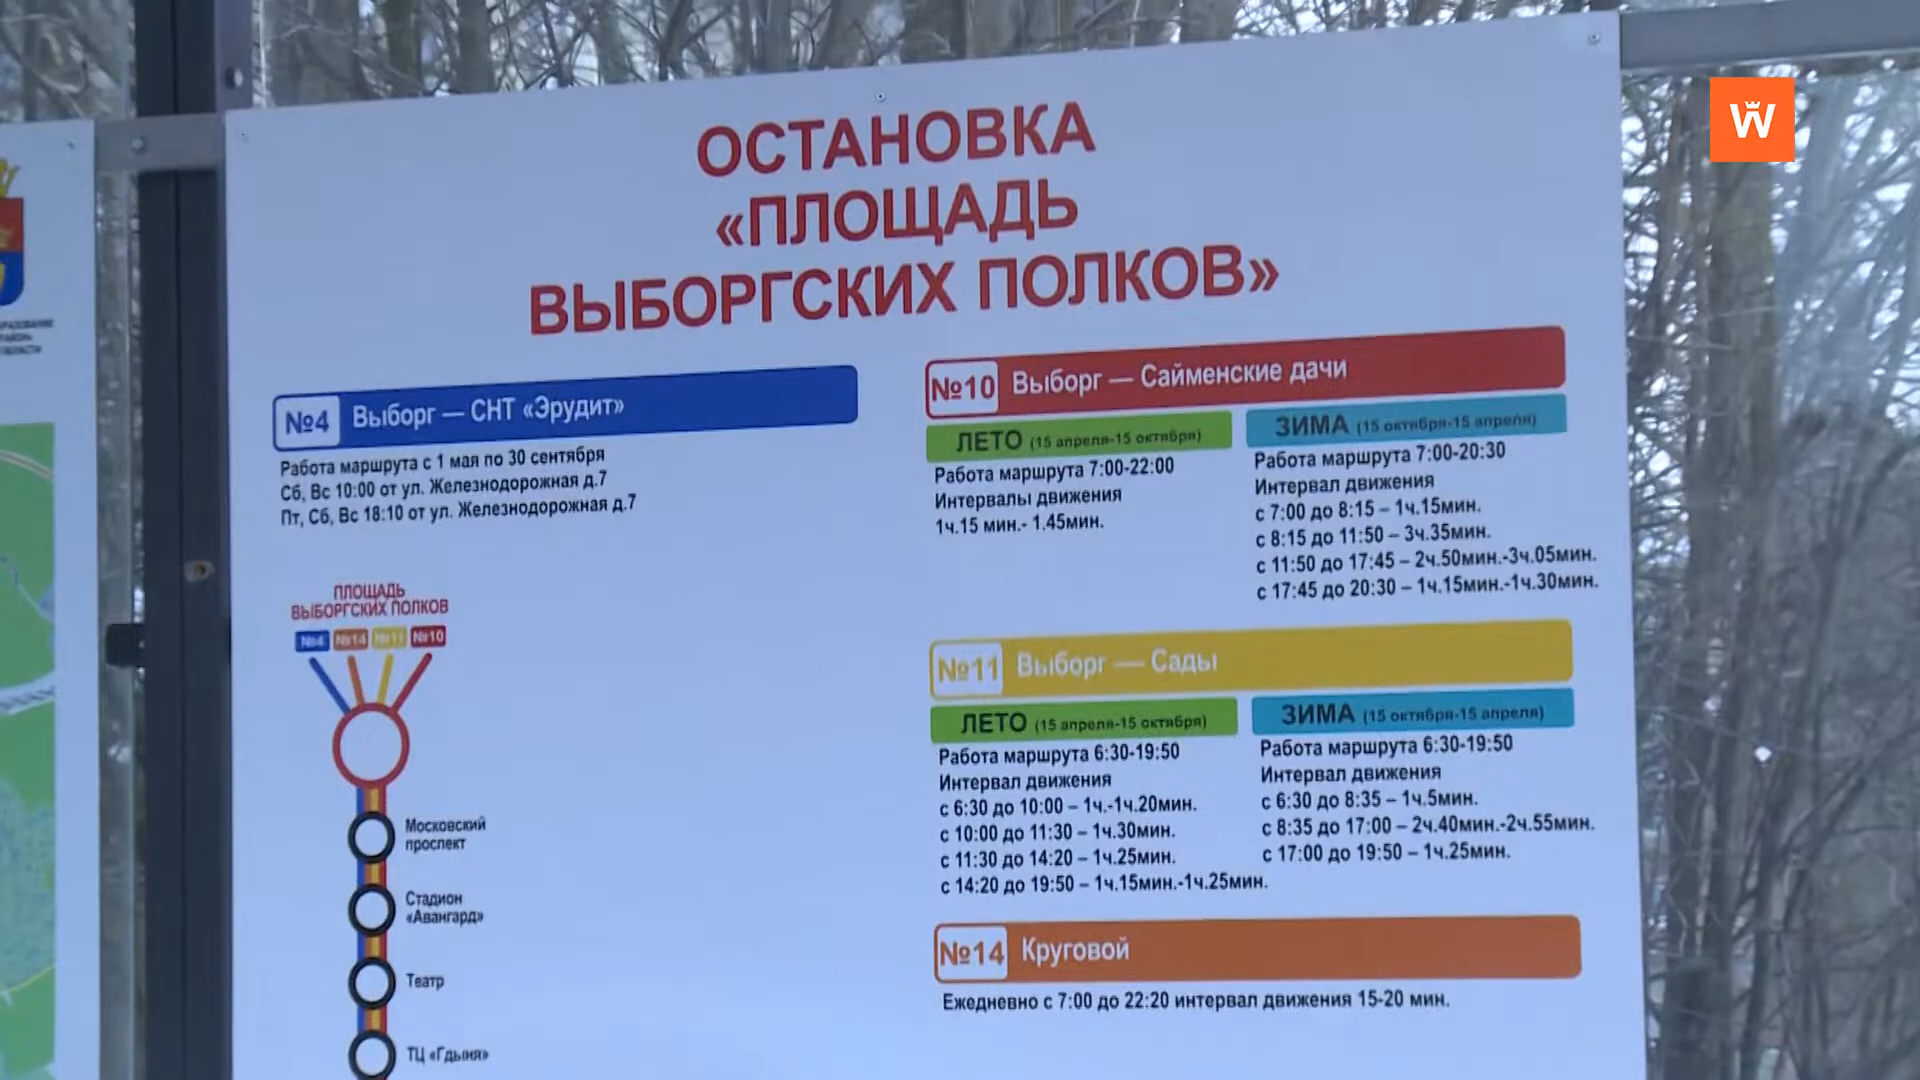 ОСТАНОВКА
«ПЛОЩАДЬ
ВЫБОРГСКИХ ПОЛКОВ»
№4 Выборг — СНТ «Эрудит»
Работа маршрута с 1 мая по 30 сентября
Сб, Вс 10:00 от ул. Железнодорожная д.7
Пт, Сб, Вс 18:10 от ул. Железнодорожная д.7
ПЛОЩАДЬ
ВЫБОРГСКИХ ПОЛКОВ
№4 №14 №11 №10
Московский
проспект
Стадион
«Авангард»
Театр
ТЦ «Гдыня»
№10 Выборг — Сайменские дачи
ЛЕТО (15 апреля-15 октября)
Работа маршрута 7:00-22:00
Интервалы движения
1ч.15 мин.- 1.45мин.
ЗИМА (15 октября-15 апреля)
Работа маршрута 7:00-20:30
Интервал движения
с 7:00 до 8:15 – 1ч.15мин.
с 8:15 до 11:50 – 3ч.35мин.
с 11:50 до 17:45 – 2ч.50мин.-3ч.05мин.
с 17:45 до 20:30 – 1ч.15мин.-1ч.30мин.
№11 Выборг — Сады
ЛЕТО (15 апреля-15 октября)
Работа маршрута 6:30-19:50
Интервал движения
с 6:30 до 10:00 – 1ч.-1ч.20мин.
с 10:00 до 11:30 – 1ч.30мин.
с 11:30 до 14:20 – 1ч.25мин.
с 14:20 до 19:50 – 1ч.15мин.-1ч.25мин.
ЗИМА (15 октября-15 апреля)
Работа маршрута 6:30-19:50
Интервал движения
с 6:30 до 8:35 – 1ч.5мин.
с 8:35 до 17:00 – 2ч.40мин.-2ч.55мин.
с 17:00 до 19:50 – 1ч.25мин.
№14 Круговой
Ежедневно с 7:00 до 22:20 интервал движения 15-20 мин.
W